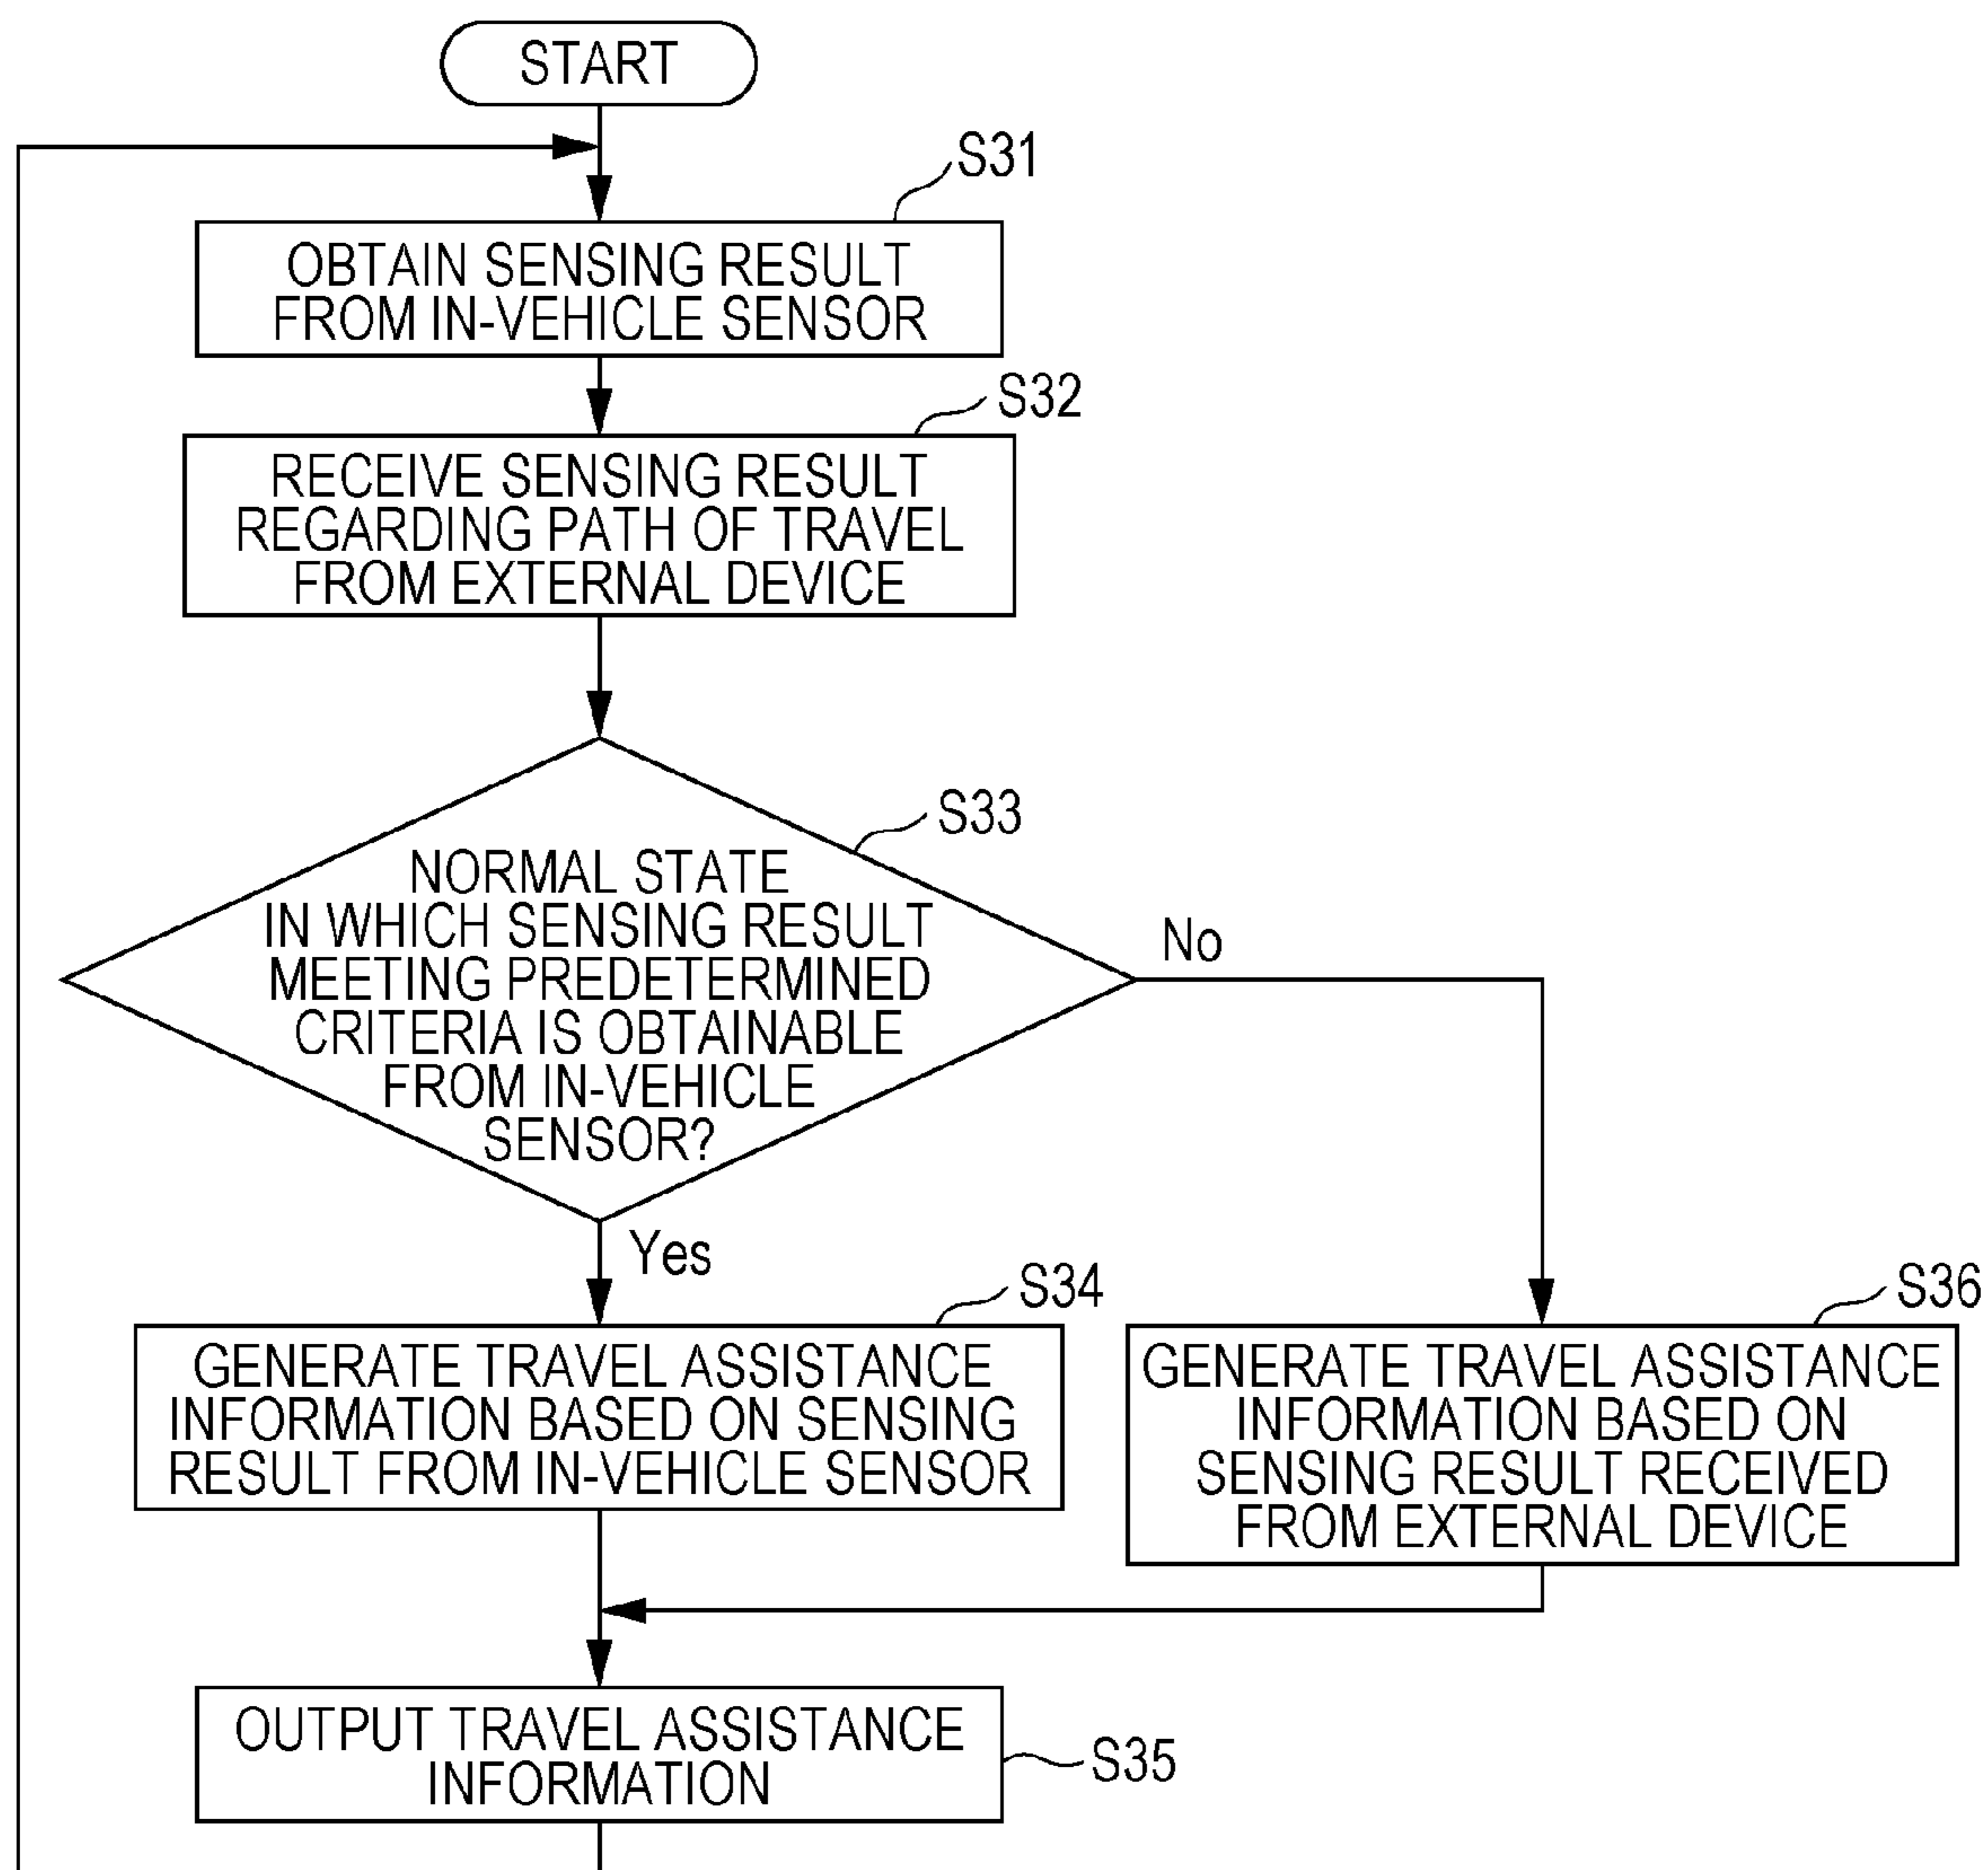 START
S31
OBTAIN SENSING RESULT
FROM IN-VEHICLE SENSOR
S32
RECEIVE SENSING RESULT
REGARDING PATH OF TRAVEL
FROM EXTERNAL DEVICE
S33
NORMAL STATE
IN WHICH SENSING RESULT
MEETING PREDETERMINED
CRITERIA IS OBTAINABLE
FROM IN-VEHICLE
SENSOR?
No
Yes
S34
GENERATE TRAVEL ASSISTANCE
INFORMATION BASED ON SENSING
RESULT FROM IN-VEHICLE SENSOR
S36
GENERATE TRAVEL ASSISTANCE
INFORMATION BASED ON
SENSING RESULT RECEIVED
FROM EXTERNAL DEVICE
OUTPUT TRAVEL ASSISTANCE
INFORMATION
S35